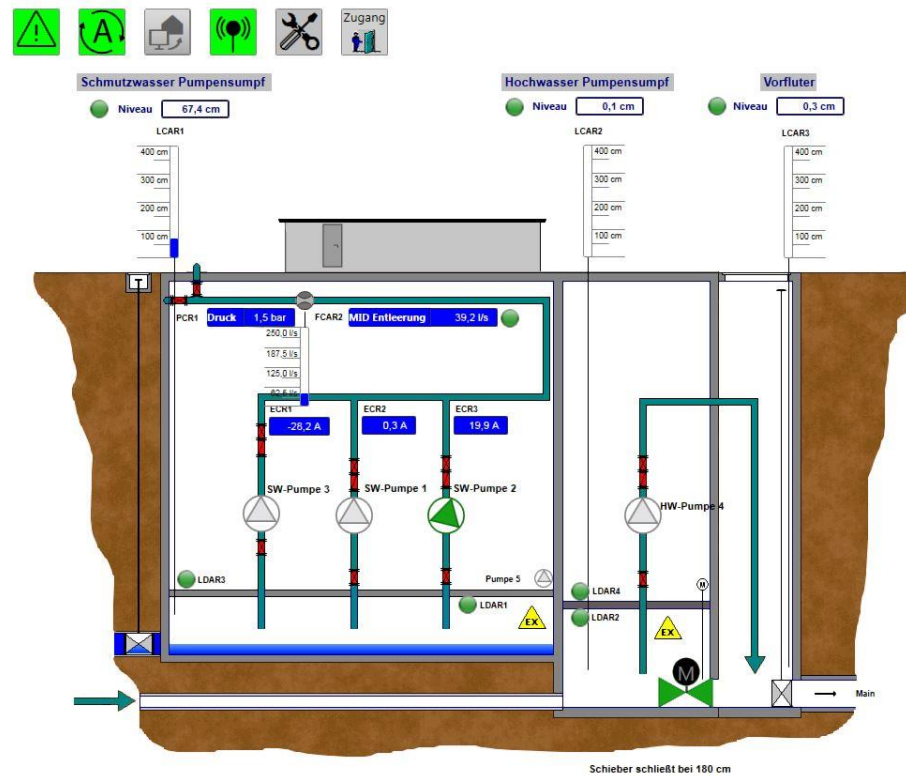 Zugang
A
Schmutzwasser Pumpensumpf
Hochwasser Pumpensumpf
Vorfluter
Niveau 67,4 cm
Niveau 0,1 cm
Niveau 0,3 cm
LCAR1
LCAR2
LCAR3
400 cm
300 cm
200 cm
100 cm
400 cm
300 cm
200 cm
100 cm
400 cm
300 cm
200 cm
100 cm
PCR1 Druck 1,5 bar FCAR2 MID Entleerung 39,2 l/s
250,0 l/s
187,5 l/s
125,0 l/s
62,5 l/s
ECR1
ECR2
ECR3
-28,2 A
0,3 A
19,9 A
SW-Pumpe 3
SW-Pumpe 1
SW-Pumpe 2
HW-Pumpe 4
LDAR3
Pumpe 5
M
LDAR1
LDAR4
LDAR2
EX
EX
M
Main
Schieber schließt bei 180 cm